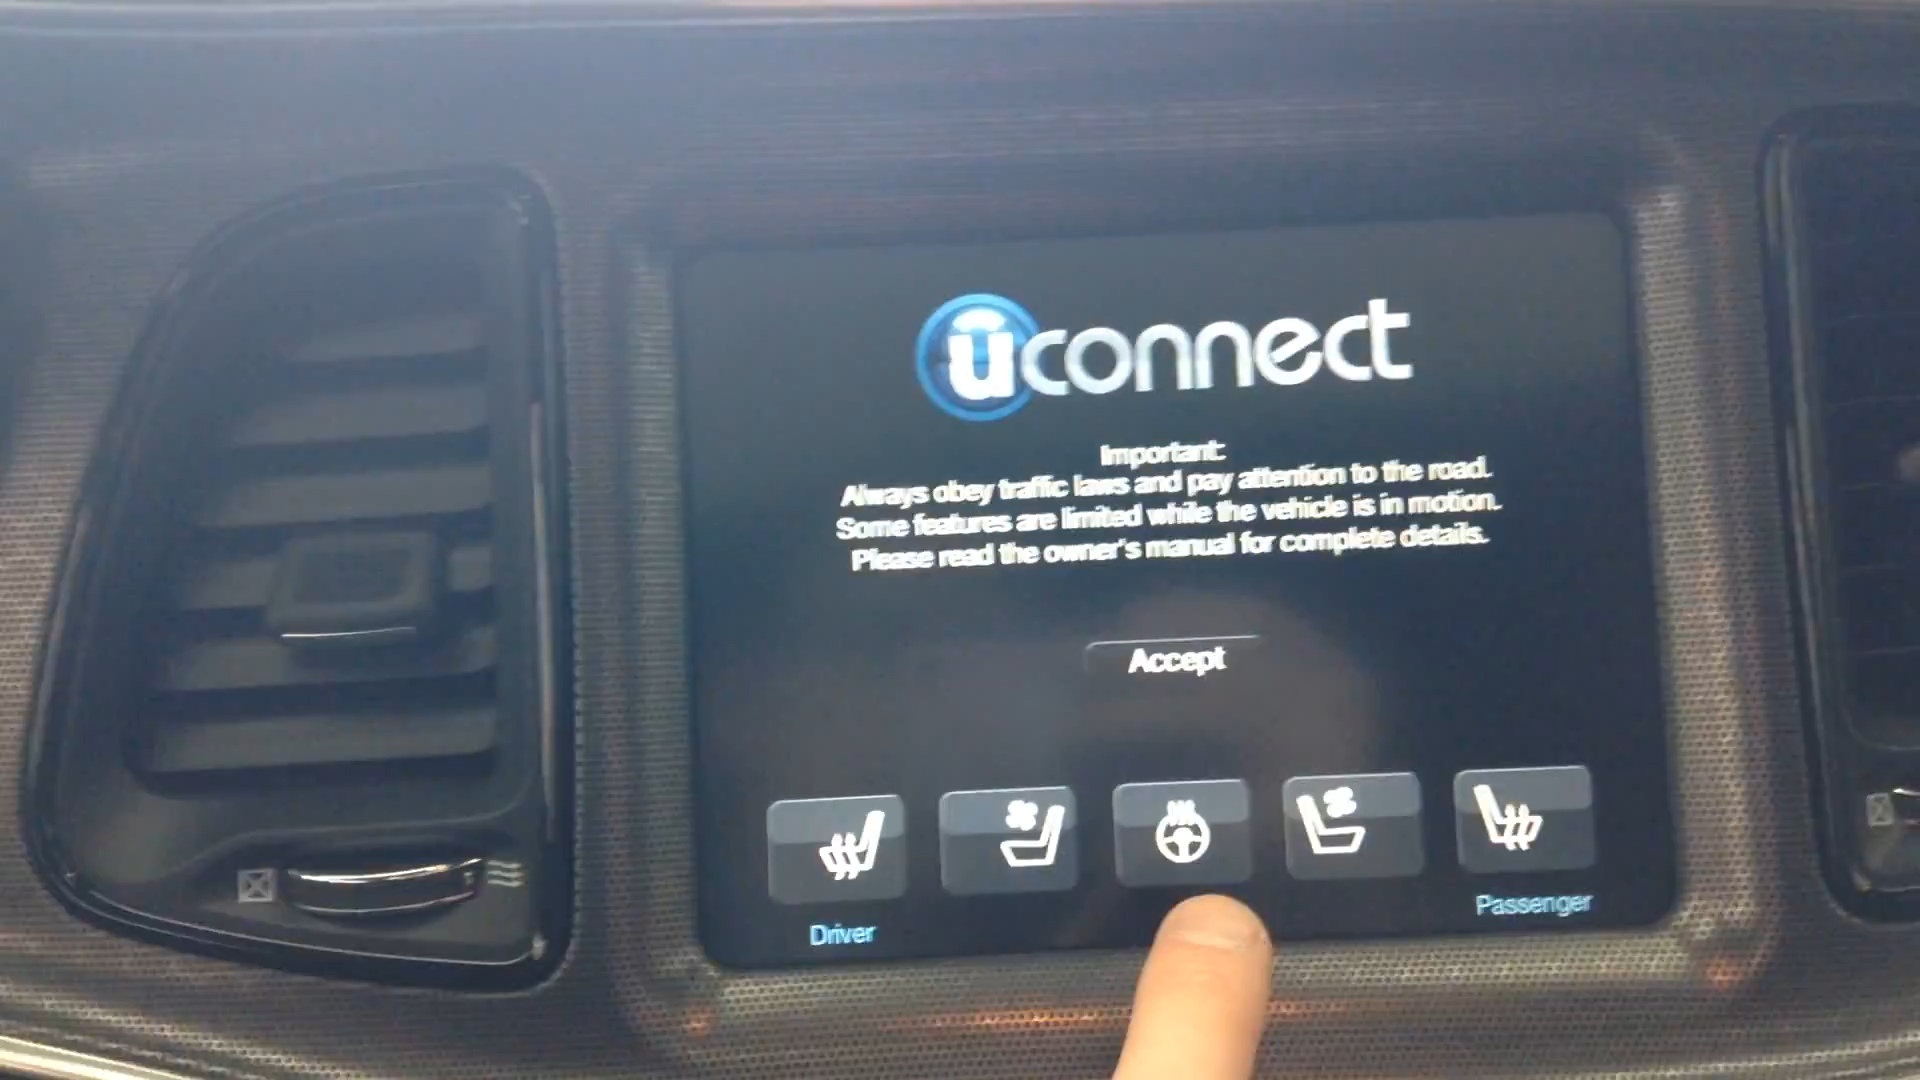 uconnect
Important:
Always obey traffic laws and pay attention to the road.
Some features are limited while the vehicle is in motion.
Please read the owner's manual for complete details.
Accept
Driver
Passenger